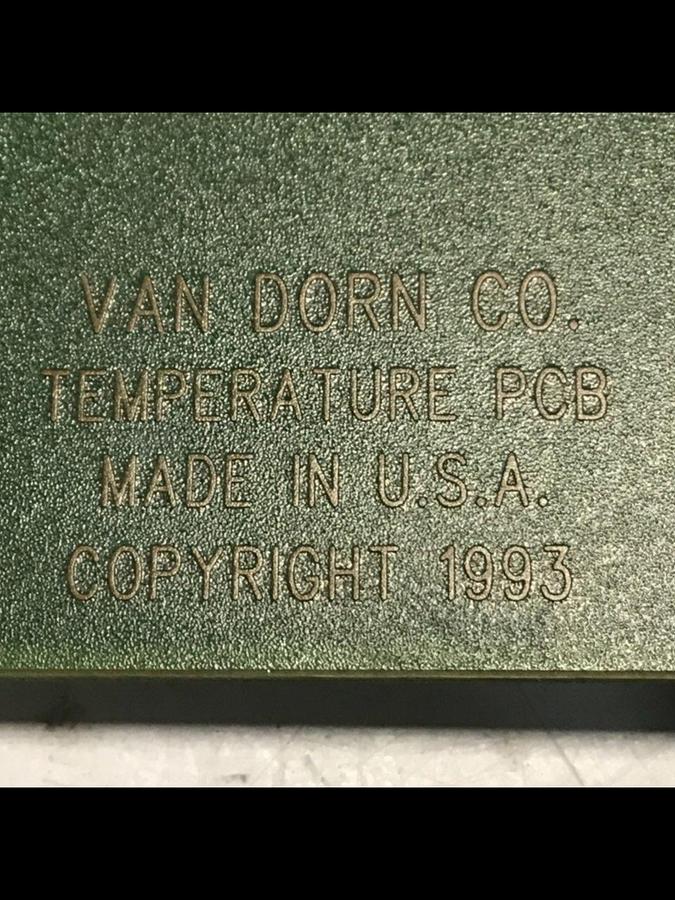 VAN DORN CO.
TEMPERATURE PCB
MADE IN U.S.A.
COPYRIGHT 1993